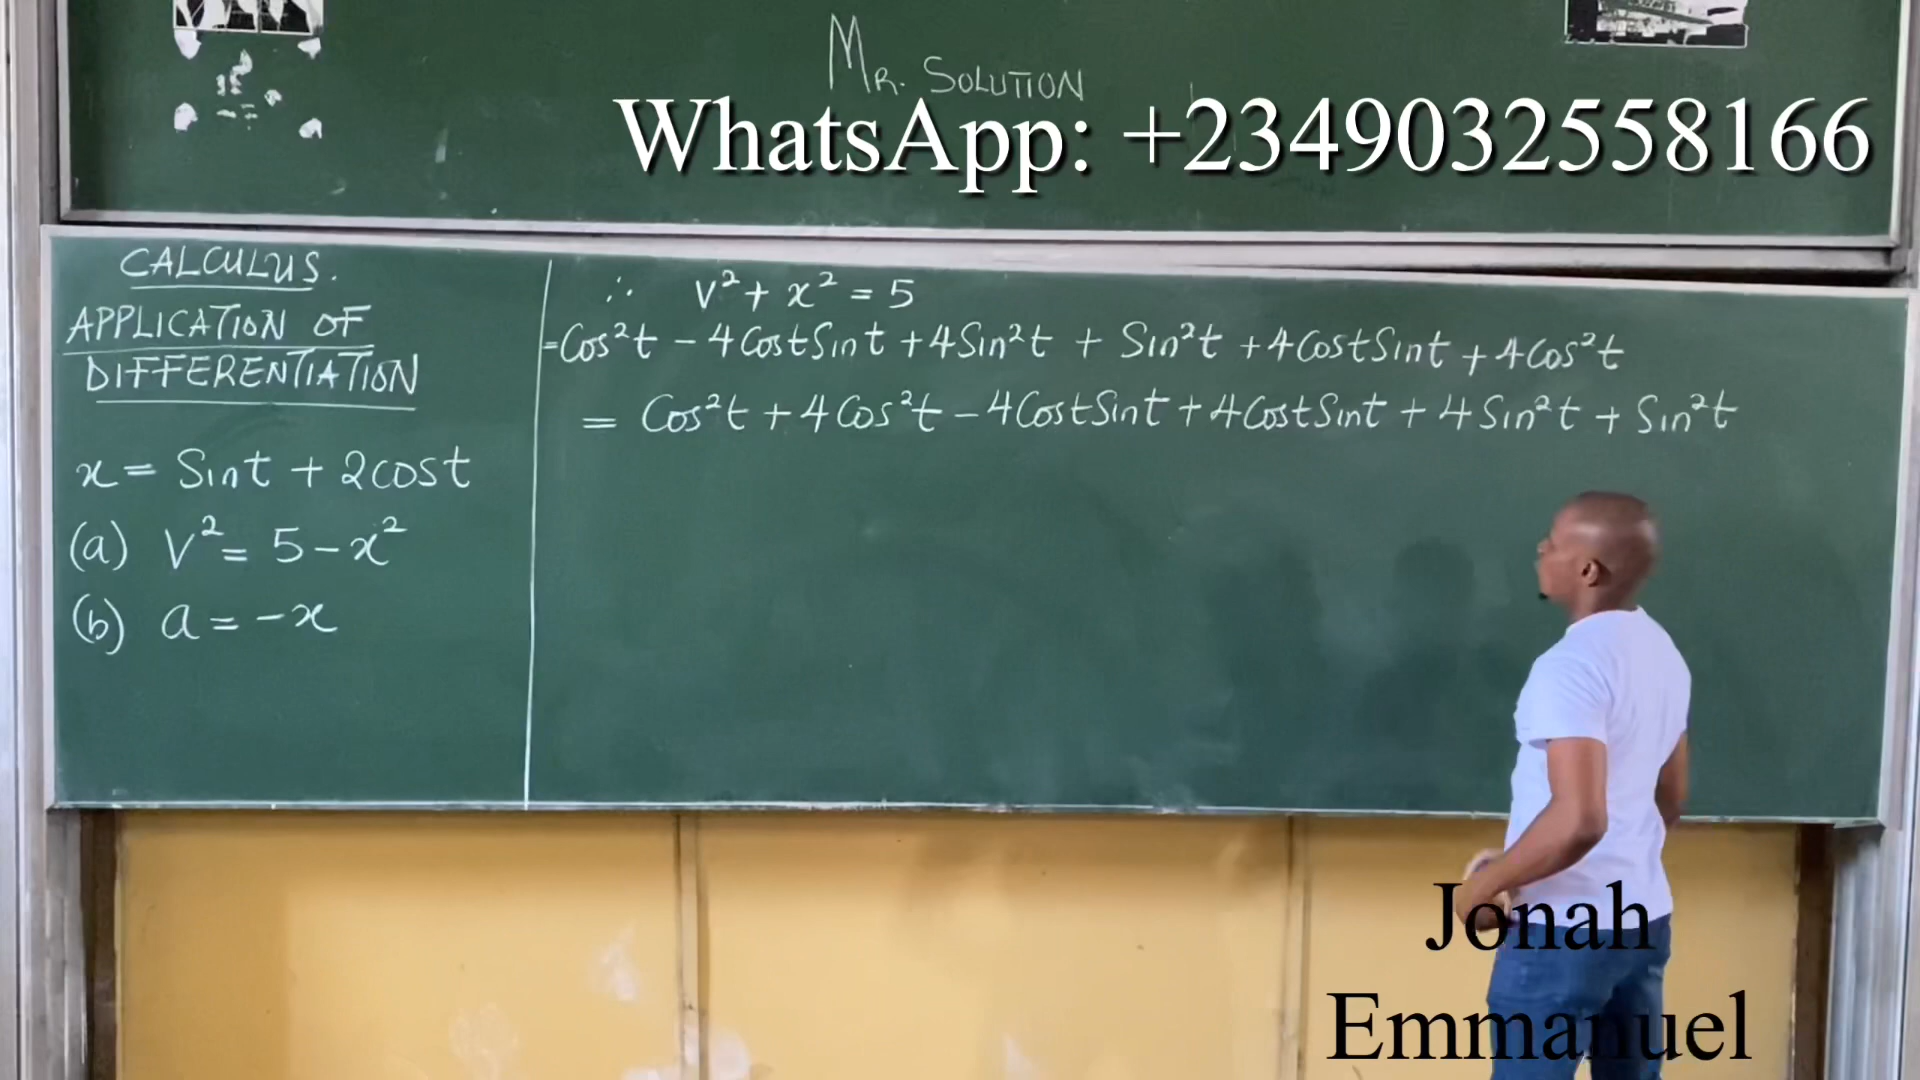 MR. SOLUTION
WhatsApp: +2349032558166
CALCULUS.
APPLICATION OF
DIFFERENTIATION
x = Sint + 2cost
(a) V² = 5 - x²
(b) a = -x
∴ V² + x² = 5
= Cos²t - 4CostSint + 4Sin²t + Sin²t + 4CostSint + 4Cos²t
= Cos²t + 4Cos²t - 4CostSint + 4CostSint + 4Sin²t + Sin²t
Jonah
Emmanuel